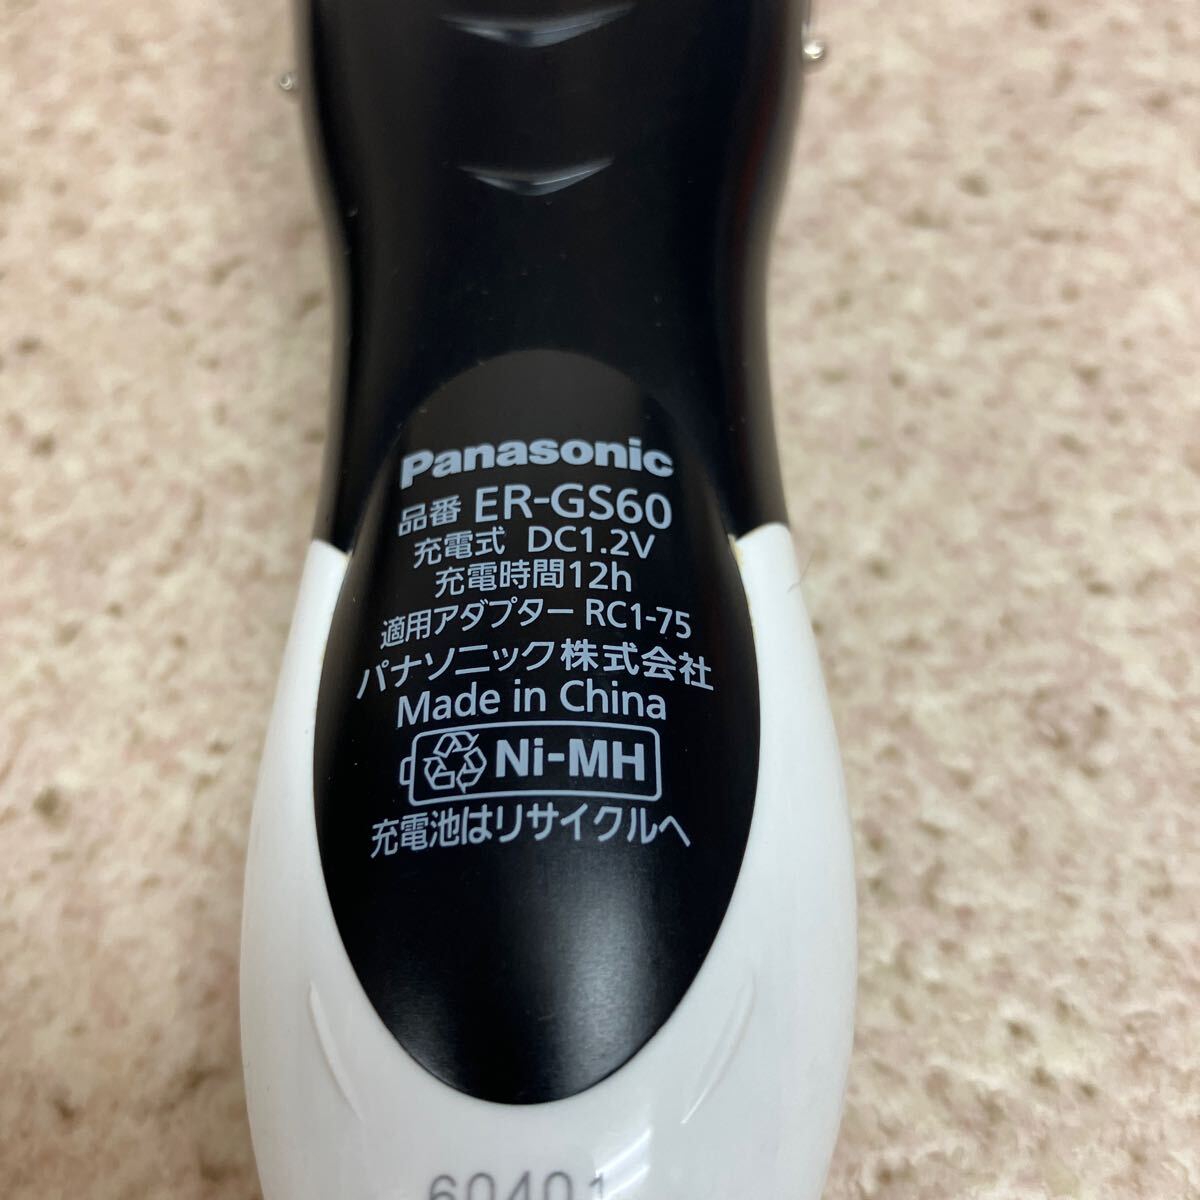 Panasonic
品番 ER-GS60
充電式 DC1.2V
充電時間12h
適用アダプター RC1-75
パナソニック株式会社
Made in China
Ni-MH
充電池はリサイクルへ
60401